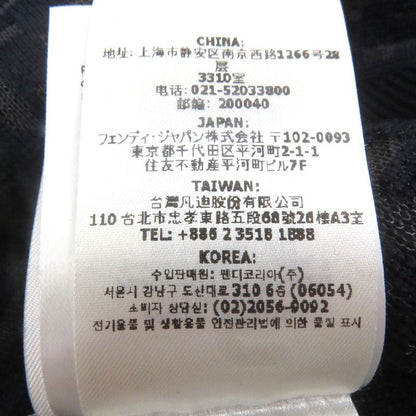 CHINA:
地址: 上海市静安区南京西路1266号28
层
3310室
电话: 021-52033800
邮编: 200040
JAPAN:
フェンディ・ジャパン株式会社 〒102-0093
東京都千代田区平河町2-1-1
住友不動産平河町ビル7F
TAIWAN:
台灣凡迪股份有限公司
110 台北市忠孝東路五段68號26樓A3室
TEL: +886 2 3518 1888
KOREA:
수입판매원: 펜디코리아(주)
서울시 강남구 도산대로 310 6층 (06054)
소비자 상담실: (02)2056-9092
전기용품 및 생활용품 안전관리법에 의한 품질 표시